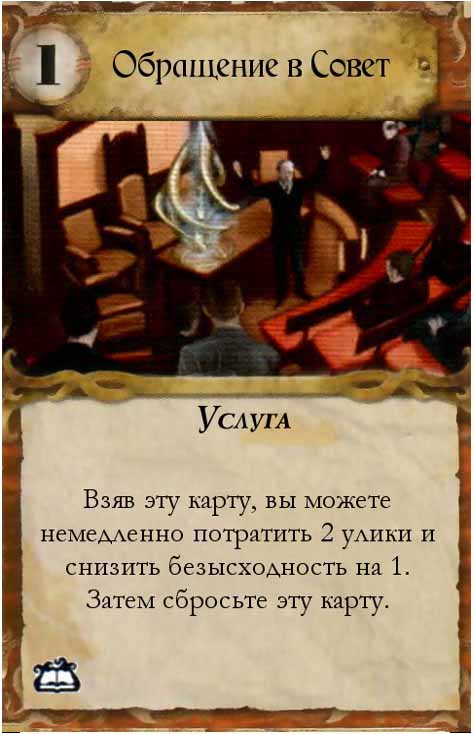 1
Обращение в Совет
Услуга
Взяв эту карту, вы можете
немедленно потратить 2 улики и
снизить безысходность на 1.
Затем сбросьте эту карту.